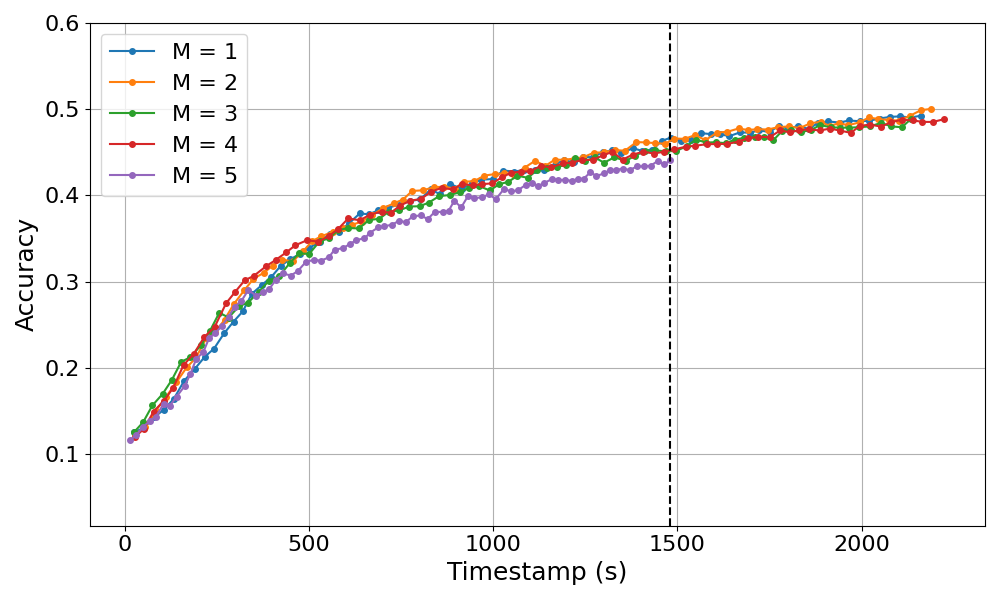 0.6
0.5
0.4
0.3
0.2
0.1
Accuracy
M = 1
M = 2
M = 3
M = 4
M = 5
0
500
1000
1500
2000
Timestamp (s)